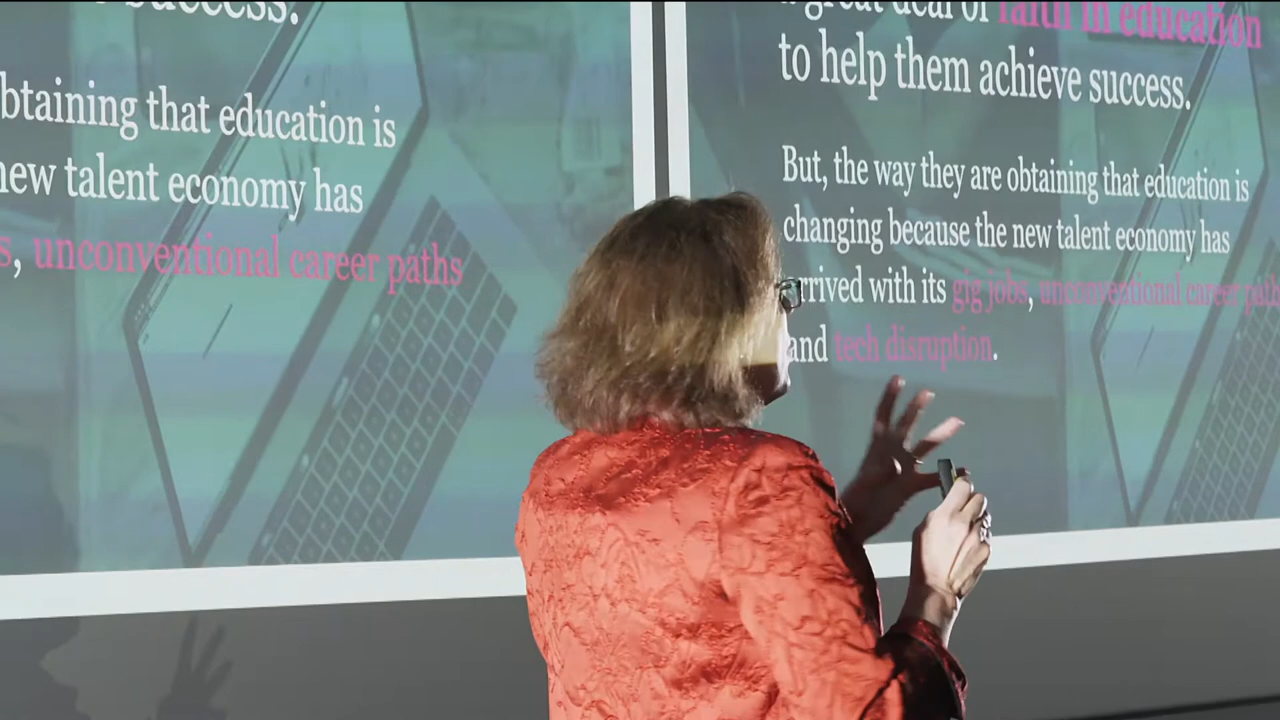 success.
btaining that education is
new talent economy has
s, unconventional career paths
a great deal of faith in education
to help them achieve success.
But, the way they are obtaining that education is
changing because the new talent economy has
arrived with its gig jobs, unconventional career path
and tech disruption.